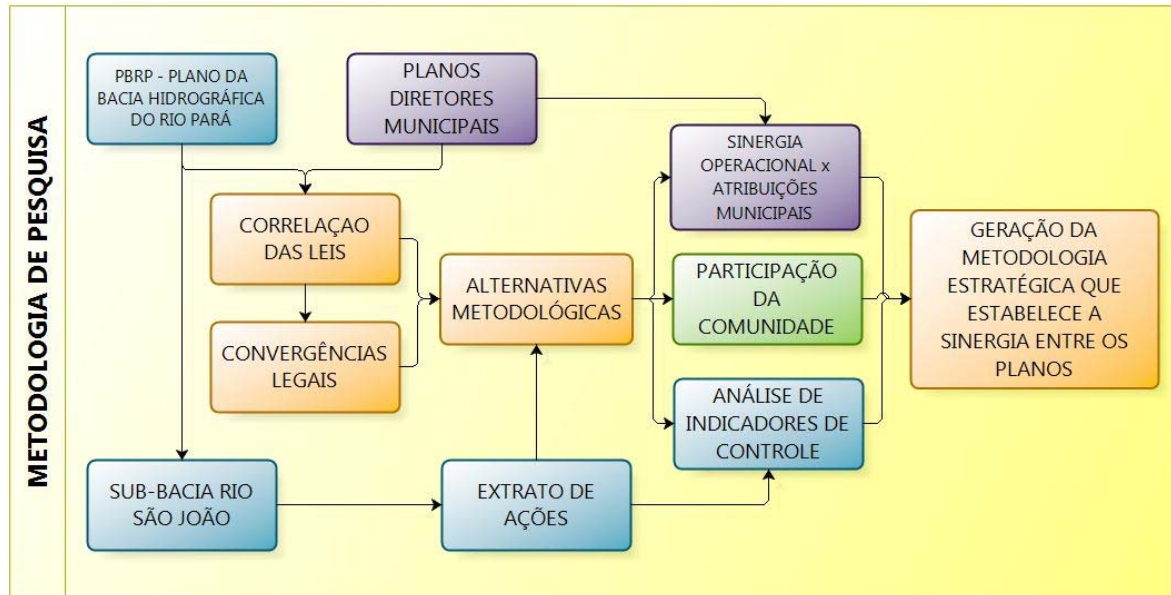 METODOLOGIA DE PESQUISA
PBRP - PLANO DA
BACIA HIDROGRÁFICA
DO RIO PARÁ
PLANOS
DIRETORES
MUNICIPAIS
SINERGIA
OPERACIONAL x
ATRIBUIÇÕES
MUNICIPAIS
CORRELAÇAO
DAS LEIS
CONVERGÊNCIAS
LEGAIS
ALTERNATIVAS
METODOLÓGICAS
PARTICIPAÇÃO
DA
COMUNIDADE
GERAÇÃO DA
METODOLOGIA
ESTRATÉGICA QUE
ESTABELECE A
SINERGIA ENTRE OS
PLANOS
ANÁLISE DE
INDICADORES DE
CONTROLE
SUB-BACIA RIO
SÃO JOÃO
EXTRATO DE
AÇÕES